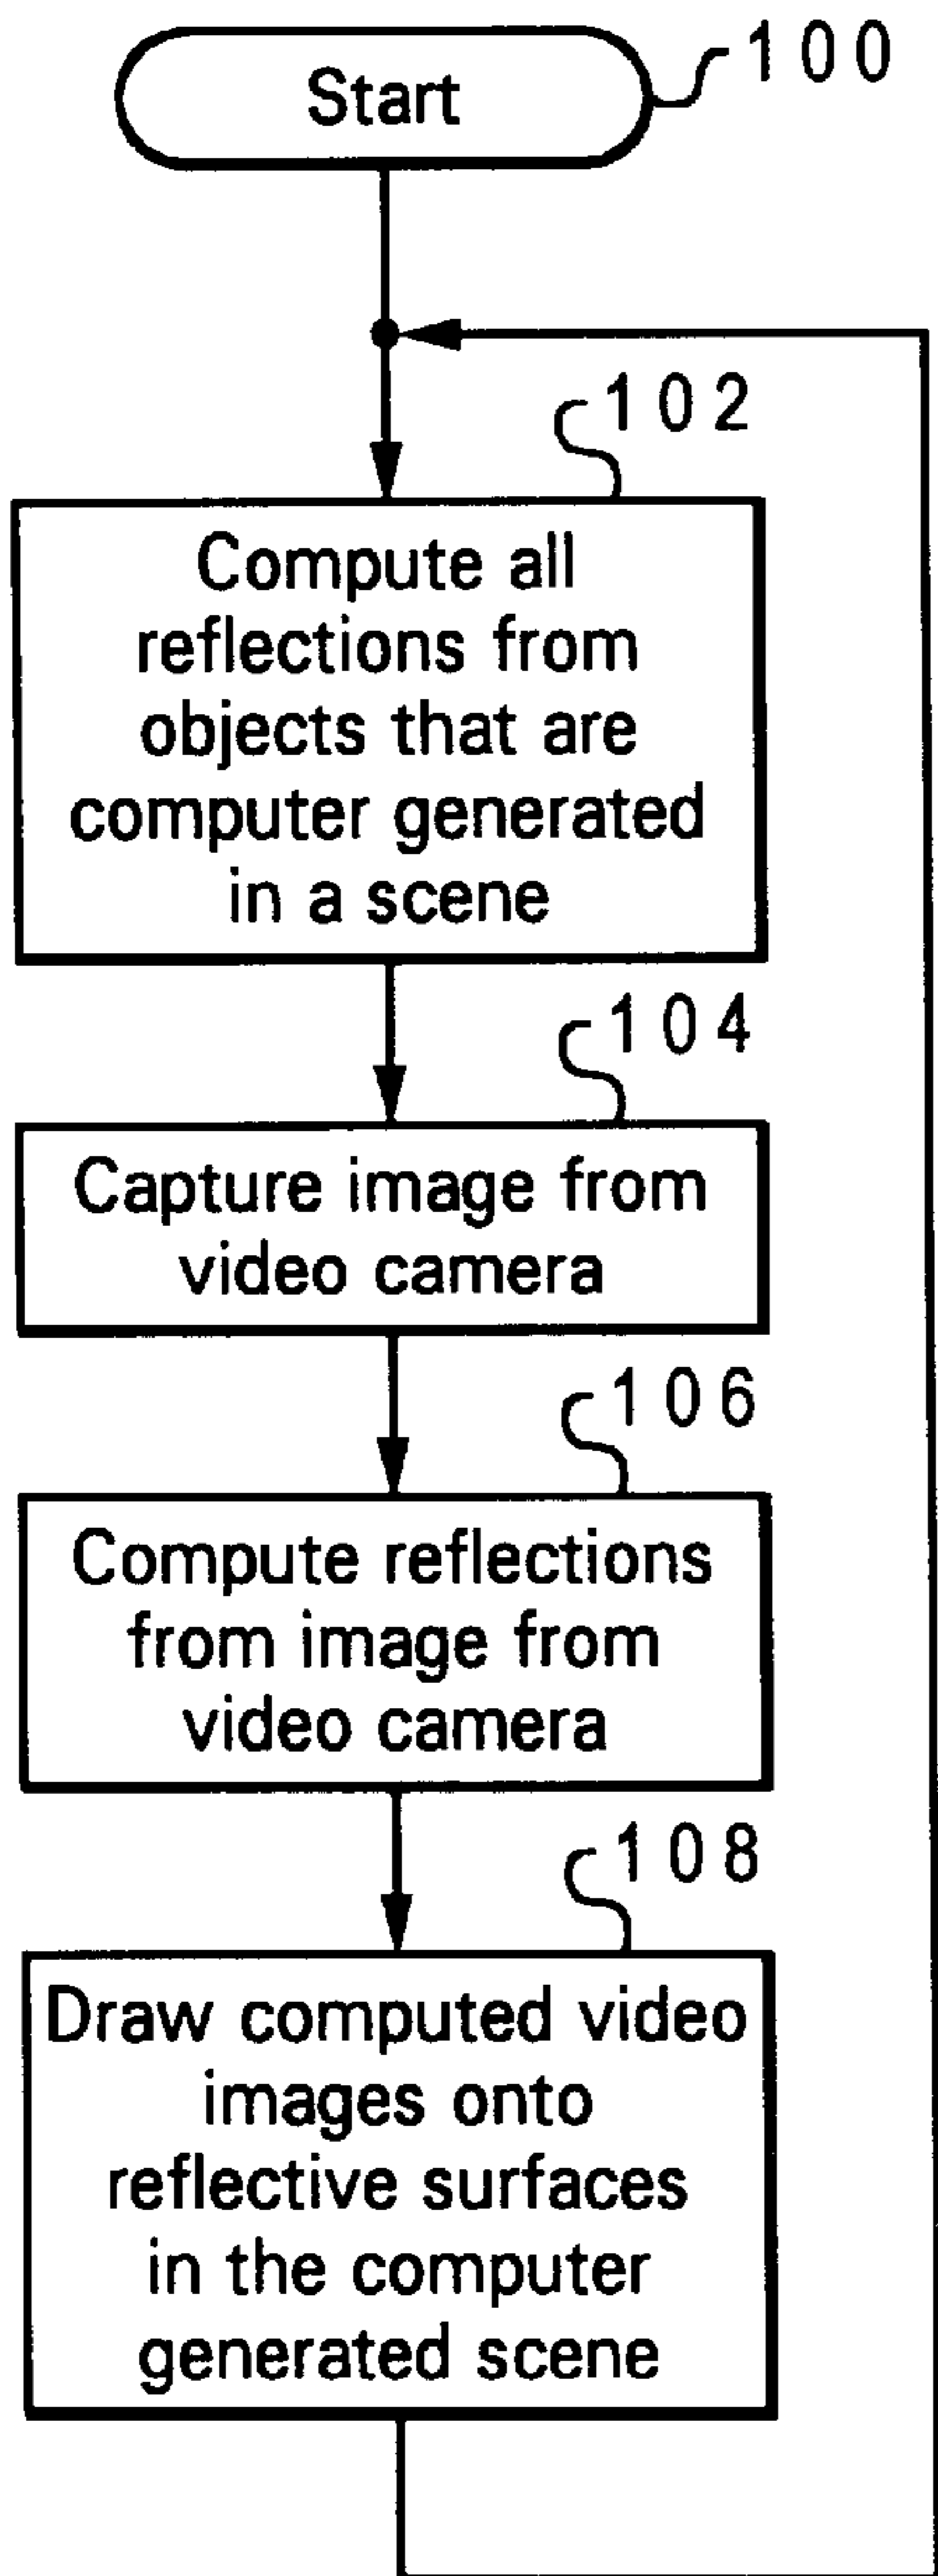 Start
100
102
Compute all
reflections from
objects that are
computer generated
in a scene
104
Capture image from
video camera
106
Compute reflections
from image from
video camera
108
Draw computed video
images onto
reflective surfaces
in the computer
generated scene